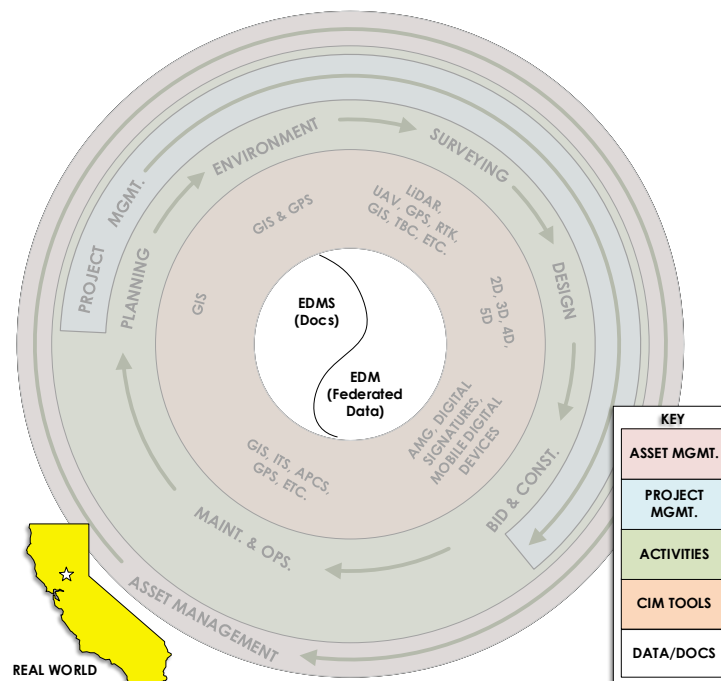 ENVIRONMENT
SURVEYING
PROJECT MGMT.
PLANNING
DESIGN
BID & CONST.
MAINT. & OPS.
ASSET MANAGEMENT
GIS & GPS
LiDAR,
UAV, GPS, RTK,
GIS, TBC, ETC.
GIS
2D, 3D, 4D,
5D
AMG, DIGITAL
SIGNATURES,
MOBILE DIGITAL
DEVICES
GIS, ITS, APCS,
GPS, ETC.
EDMS
(Docs)
EDM
(Federated
Data)
REAL WORLD
KEY
ASSET MGMT.
PROJECT
MGMT.
ACTIVITIES
CIM TOOLS
DATA/DOCS